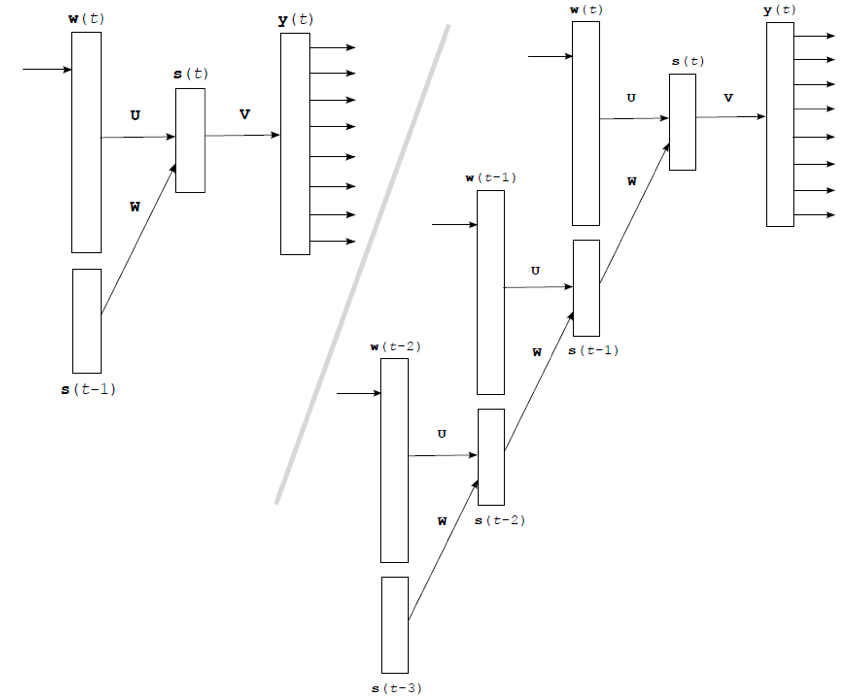 w(t)
y(t)
s(t)
U
V
W
s(t-1)
w(t)
y(t)
s(t)
U
V
W
w(t-1)
U
W
s(t-1)
w(t-2)
U
W
s(t-2)
s(t-3)